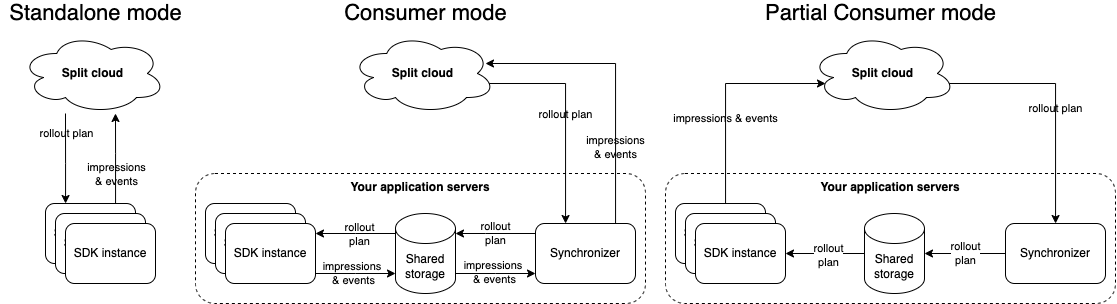 Standalone mode
Split cloud
rollout plan
impressions
& events
SDK instance
Consumer mode
Split cloud
rollout plan
impressions
& events
Your application servers
SDK instance
rollout
plan
impressions
& events
Shared
storage
rollout
plan
impressions
& events
Synchronizer
Partial Consumer mode
Split cloud
impressions & events
rollout plan
Your application servers
SDK instance
rollout
plan
Shared
storage
rollout
plan
Synchronizer